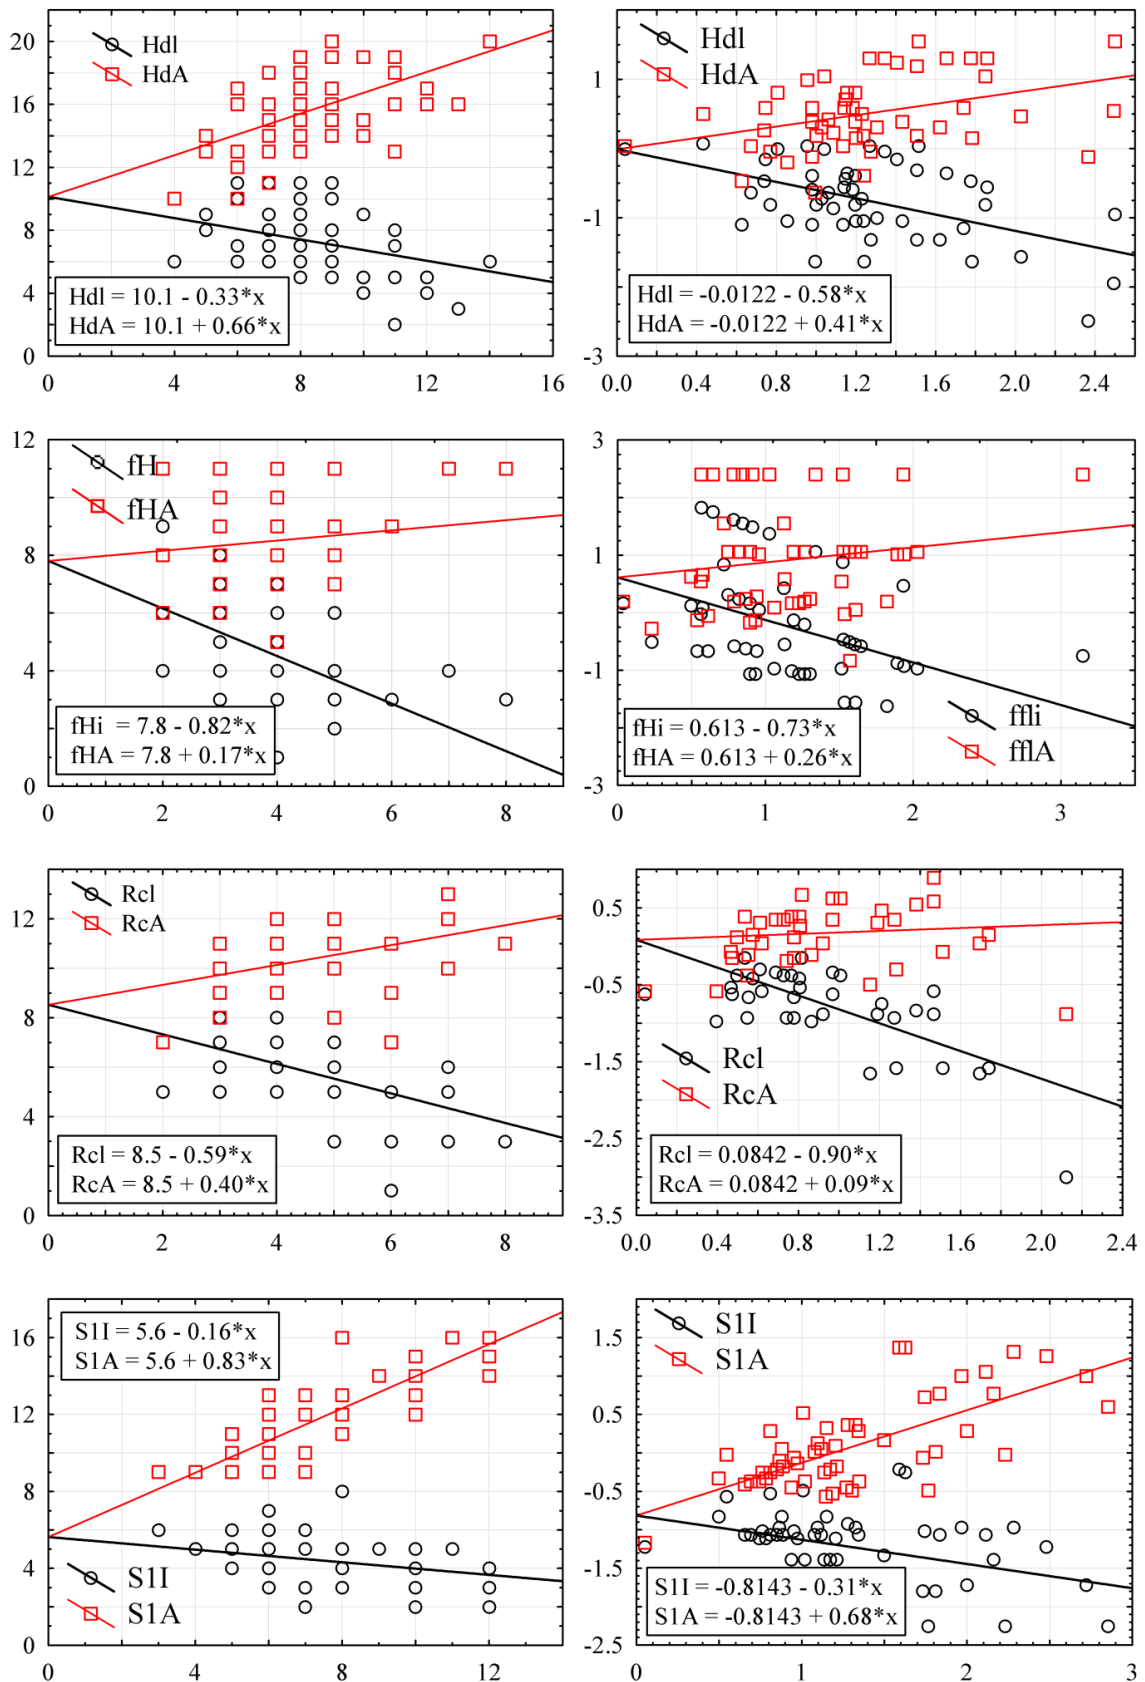 Hdl
HdA
20
16
12
8
4
0
Hdl = 10.1 - 0.33*x
HdA = 10.1 + 0.66*x
0 4 8 12 16
Hdl
HdA
1
-1
-3
Hdl = -0.0122 - 0.58*x
HdA = -0.0122 + 0.41*x
0.0 0.4 0.8 1.2 1.6 2.0 2.4
fH
fHA
12
8
4
0
fHi = 7.8 - 0.82*x
fHA = 7.8 + 0.17*x
0 2 4 6 8
3
1
-1
-3
ffli
fflA
fHi = 0.613 - 0.73*x
fHA = 0.613 + 0.26*x
0 1 2 3
Rcl
RcA
12
8
4
0
Rcl = 8.5 - 0.59*x
RcA = 8.5 + 0.40*x
0 2 4 6 8
0.5
-0.5
-1.5
-2.5
-3.5
Rcl
RcA
Rcl = 0.0842 - 0.90*x
RcA = 0.0842 + 0.09*x
0.0 0.4 0.8 1.2 1.6 2.0 2.4
S1I = 5.6 - 0.16*x
S1A = 5.6 + 0.83*x
16
12
8
4
0
S1I
S1A
0 4 8 12
S1I
S1A
1.5
0.5
-0.5
-1.5
-2.5
S1I = -0.8143 - 0.31*x
S1A = -0.8143 + 0.68*x
1 2 3